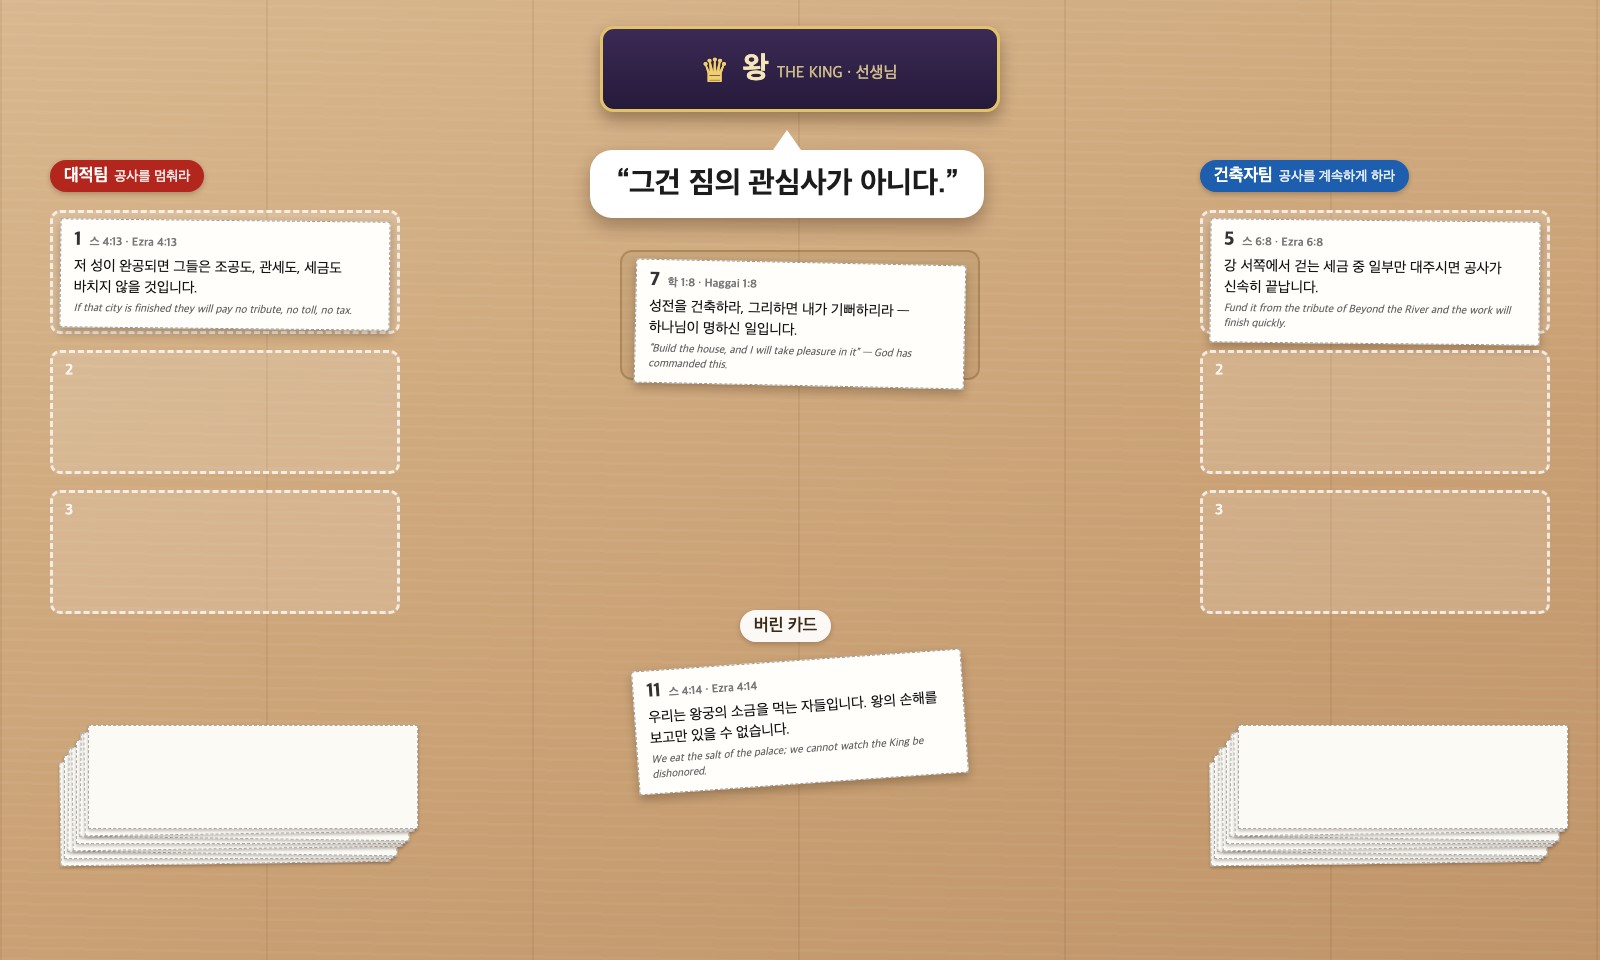 왕 THE KING · 선생님
“그건 짐의 관심사가 아니다.”
대적팀 공사를 멈춰라
1 스 4:13 · Ezra 4:13
저 성이 완공되면 그들은 조공도, 관세도, 세금도
바치지 않을 것입니다.
If that city is finished they will pay no tribute, no toll, no tax.
2
3
7 학 1:8 · Haggai 1:8
성전을 건축하라, 그리하면 내가 기뻐하리라 —
하나님이 명하신 일입니다.
“Build the house, and I will take pleasure in it” — God has
commanded this.
건축자팀 공사를 계속하게 하라
5 스 6:8 · Ezra 6:8
강 서쪽에서 걷는 세금 중 일부만 대주시면 공사가
신속히 끝납니다.
Fund it from the tribute of Beyond the River and the work will
finish quickly.
2
3
버린 카드
11 스 4:14 · Ezra 4:14
우리는 왕궁의 소금을 먹는 자들입니다. 왕의 손해를
보고만 있을 수 없습니다.
We eat the salt of the palace; we cannot watch the King be
dishonored.